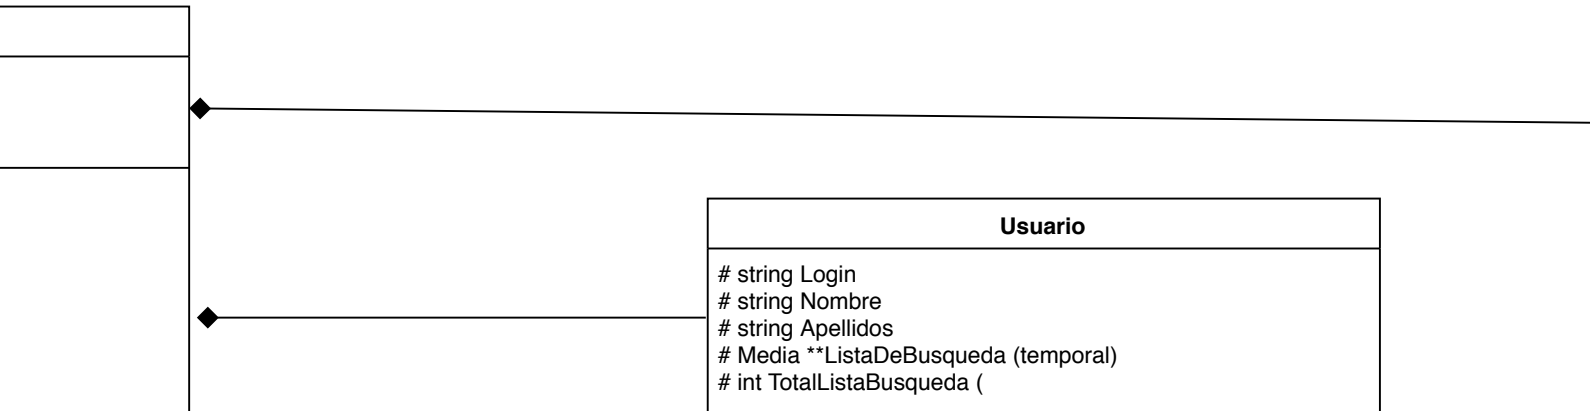 Usuario
# string Login
# string Nombre
# string Apellidos
# Media **ListaDeBusqueda (temporal)
# int TotalListaBusqueda (